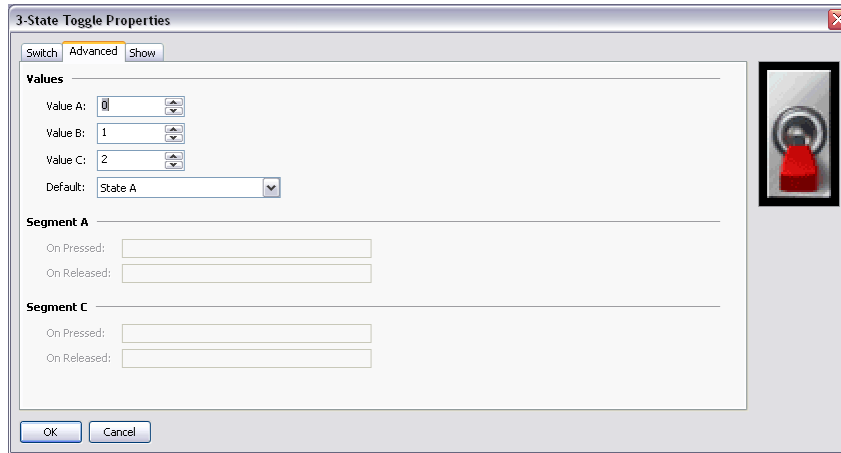 3-State Toggle Properties
Switch Advanced Show
Values
Value A: 0
Value B: 1
Value C: 2
Default: State A
Segment A
On Pressed:
On Released:
Segment C
On Pressed:
On Released:
OK Cancel